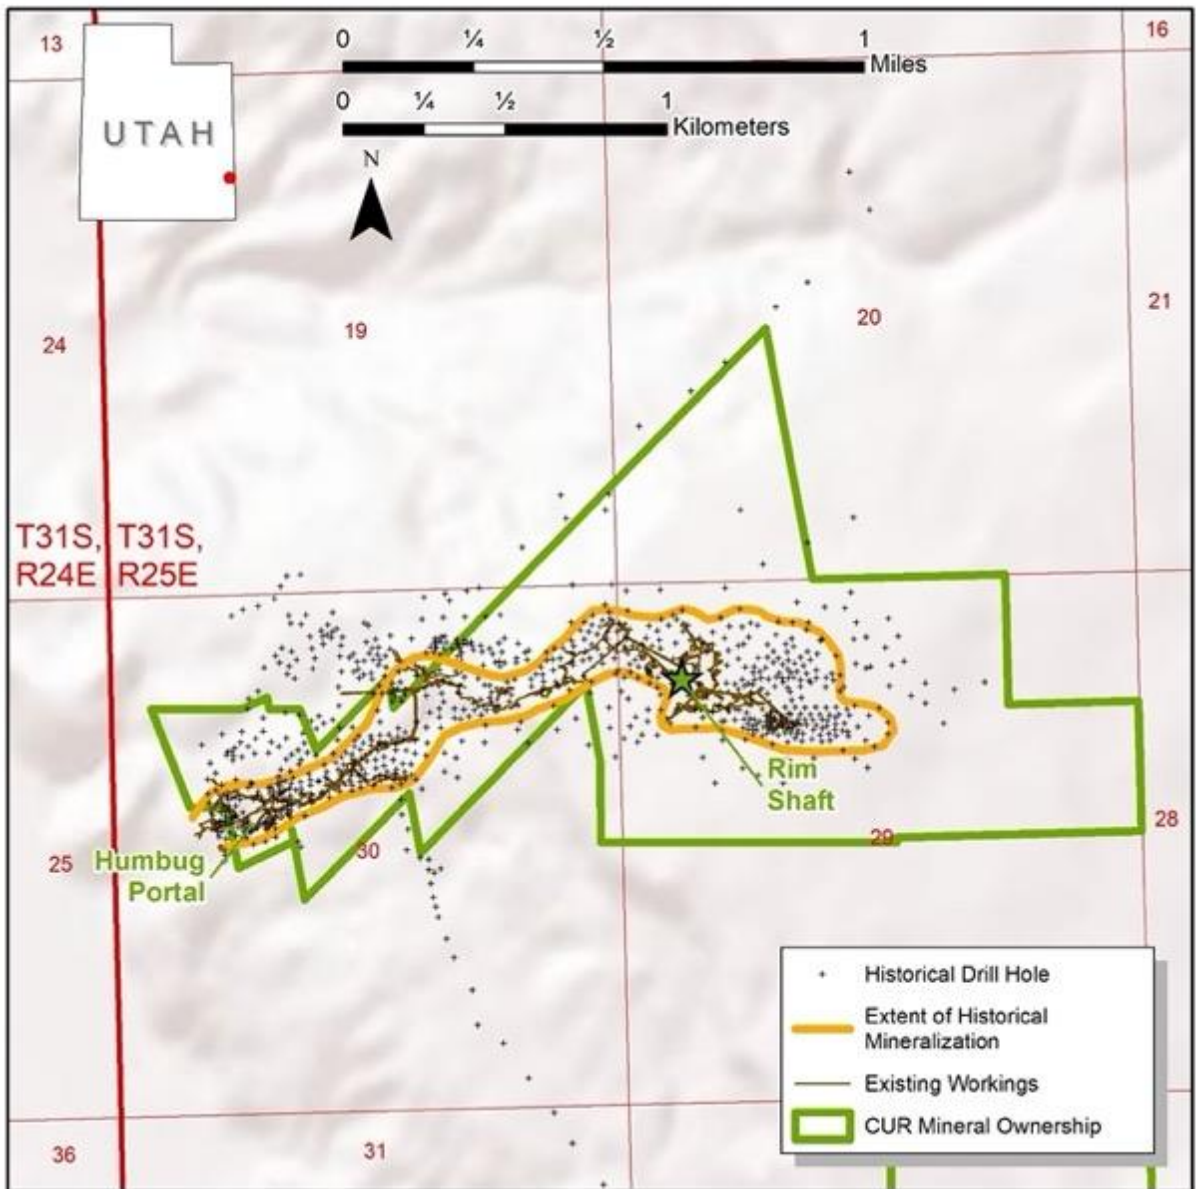 13
16
0 ¼ ½ 1
Miles
0 ¼ ½ 1
Kilometers
UTAH
N
24
19
20
21
T31S, T31S,
R24E R25E
Rim
Shaft
Humbug
Portal
25
30
29
28
36
31
Historical Drill Hole
Extent of Historical
Mineralization
Existing Workings
CUR Mineral Ownership